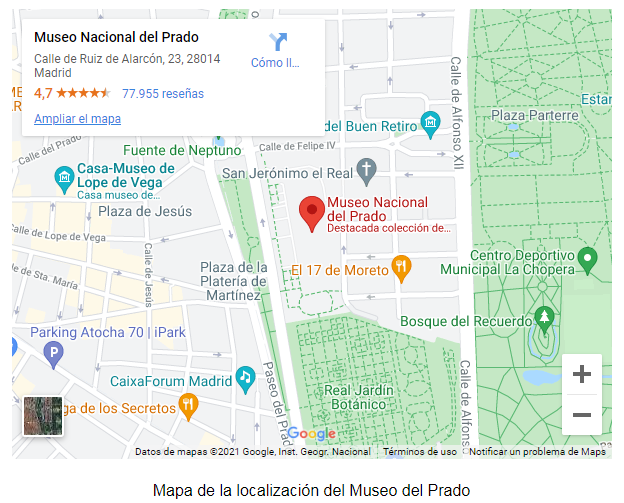 Museo Nacional del Prado
Calle de Ruiz de Alarcón, 23, 28014
Madrid
Cómo ll...
4,7
77.955 reseñas
Ampliar el mapa
Calle de Alfonso XII
Estan
Plaza Parterre
del Buen Retiro
Calle del Prado
Fuente de Neptuno
Calle de Felipe IV
San Jerónimo el Real
Casa-Museo de
Lope de Vega
Casa museo de...
Plaza de Jesús
Museo Nacional
del Prado
Destacada colección de...
Calle de Lope de Vega
Calle de Jesús
de Sta. María
Plaza de la
Platería de
Martínez
El 17 de Moreto
Centro Deportivo
Municipal La Chopera
Bosque del Recuerdo
Parking Atocha 70 | iPark
CaixaForum Madrid
Paseo del Prad
Real Jardín
Botánico
Calle de Alfonso
ga de los Secretos
+
−
Google
Datos de mapas ©2021 Google, Inst. Geogr. Nacional
Términos de uso
Notificar un problema de Maps
Mapa de la localización del Museo del Prado